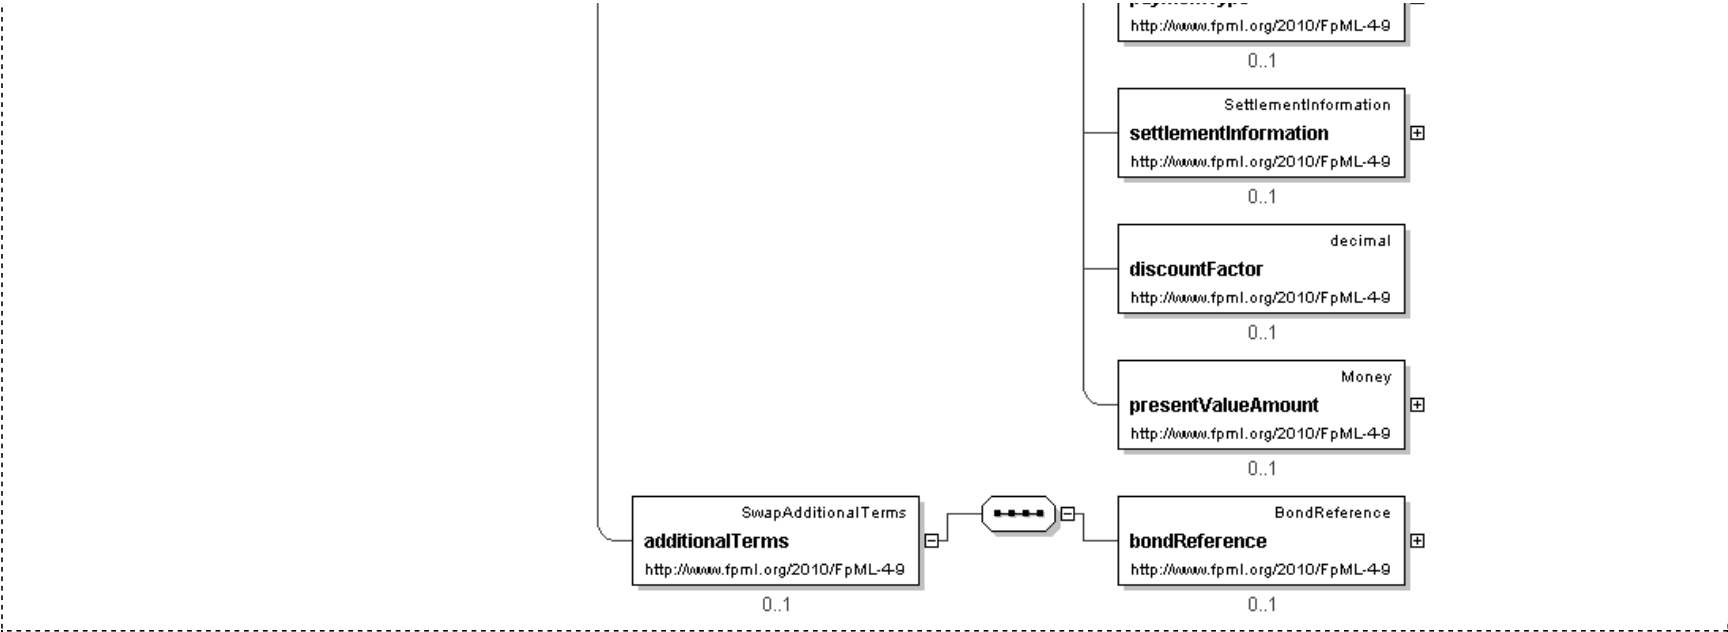 http://www.fpml.org/2010/FpML-4-9
0..1
SettlementInformation
settlementInformation
http://www.fpml.org/2010/FpML-4-9
0..1
decimal
discountFactor
http://www.fpml.org/2010/FpML-4-9
0..1
Money
presentValueAmount
http://www.fpml.org/2010/FpML-4-9
0..1
SwapAdditionalTerms
additionalTerms
http://www.fpml.org/2010/FpML-4-9
0..1
BondReference
bondReference
http://www.fpml.org/2010/FpML-4-9
0..1